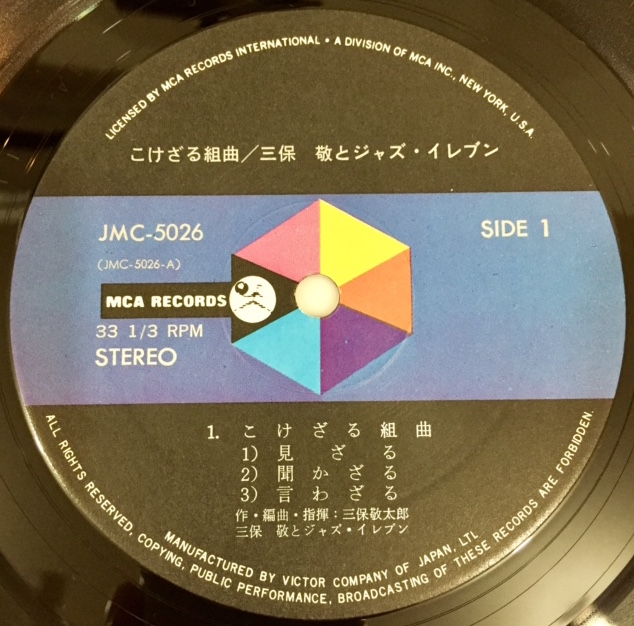 LICENSED BY MCA RECORDS INTERNATIONAL • A DIVISION OF MCA INC., NEW YORK, U.S.A.
こけざる組曲／三保　敬とジャズ・イレブン
JMC-5026
SIDE 1
(JMC-5026-A)
MCA RECORDS
33 1/3 RPM
STEREO
1. こけざる組曲
1) 見ざる
2) 聞かざる
3) 言わざる
作・編曲・指揮：三保敬太郎
三保　敬とジャズ・イレブン
MANUFACTURED BY VICTOR COMPANY OF JAPAN, LTD.
ALL RIGHTS RESERVED, COPYING, PUBLIC PERFORMANCE, BROADCASTING OF THESE RECORDS ARE FORBIDDEN.